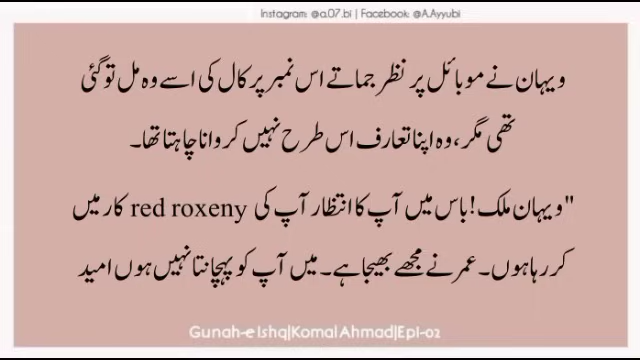 Instagram: @a.07.bi | Facebook: @A.Ayyubi
ویہان نے موبائل پر نظر جماتے اس نمبر پر کال کی اسے وہ مل تو گئی
تھی مگر، وہ اپنا تعارف اس طرح نہیں کروانا چاہتا تھا۔
"ویہان ملک! باس میں آپ کا انتظار آپ کی red roxeny کار میں
کر رہا ہوں۔ عمر نے مجھے بھیجا ہے۔ میں آپ کو پہچانتا نہیں ہوں امید
Gunah-e Ishq|Komal Ahmad|Epi-02